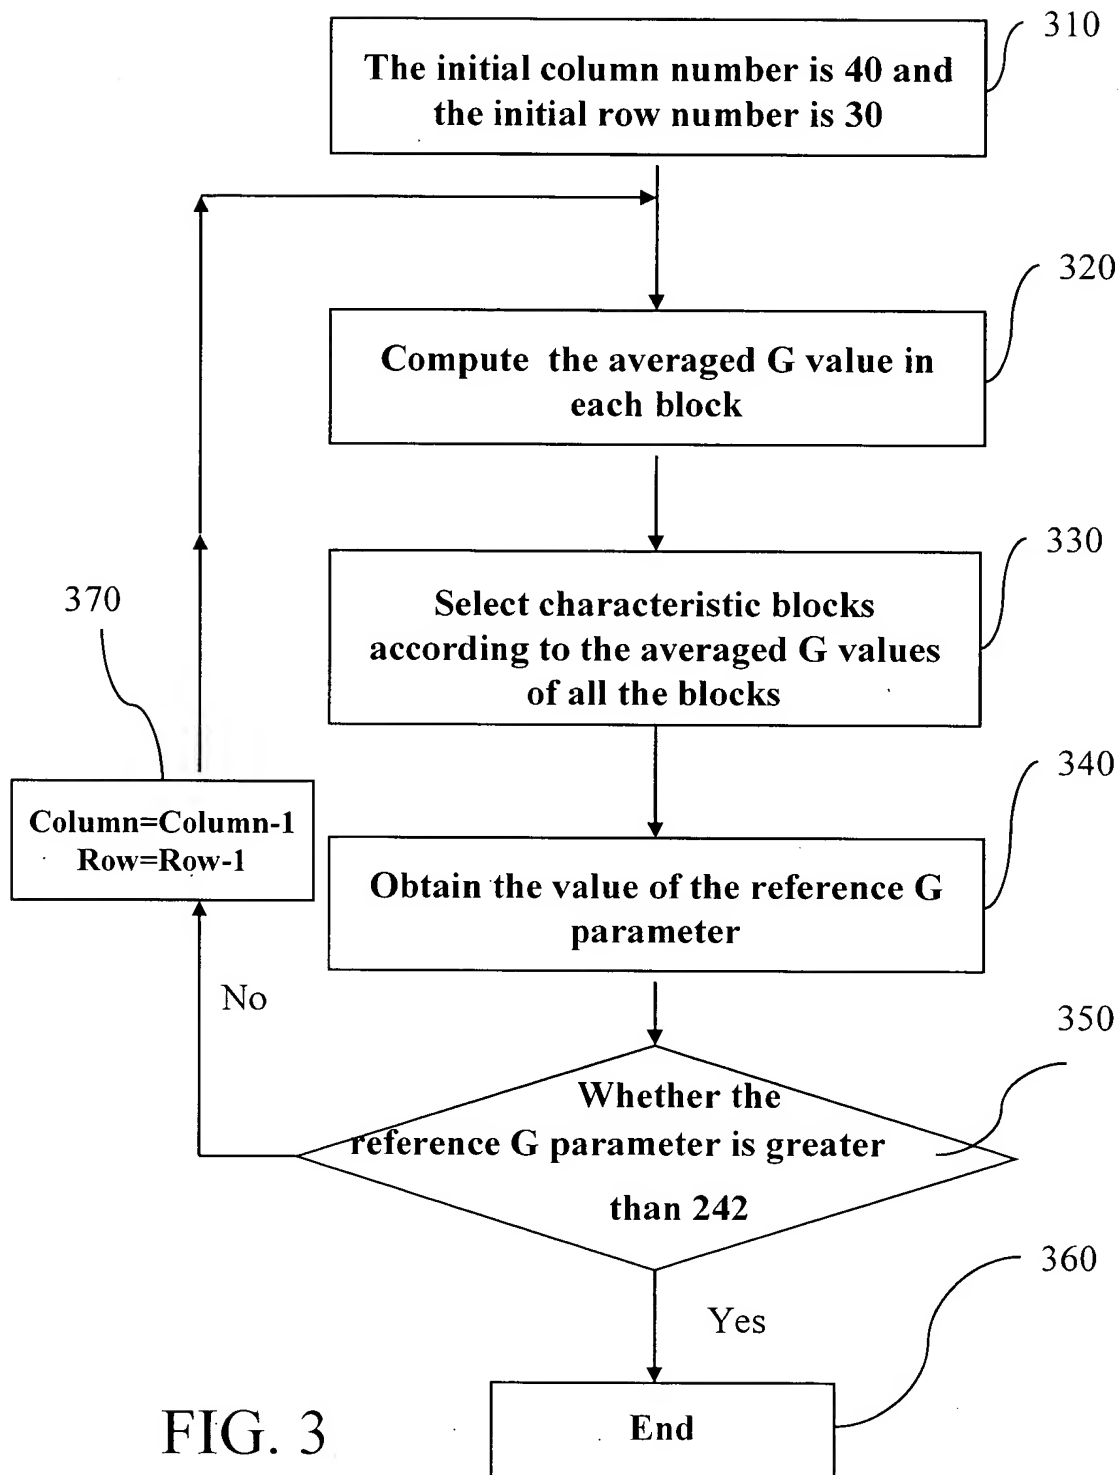 310
The initial column number is 40 and
the initial row number is 30
320
Compute the averaged G value in
each block
330
Select characteristic blocks
according to the averaged G values
of all the blocks
370
Column=Column-1
Row=Row-1
340
Obtain the value of the reference G
parameter
No
350
Whether the
reference G parameter is greater
than 242
360
Yes
End
FIG. 3